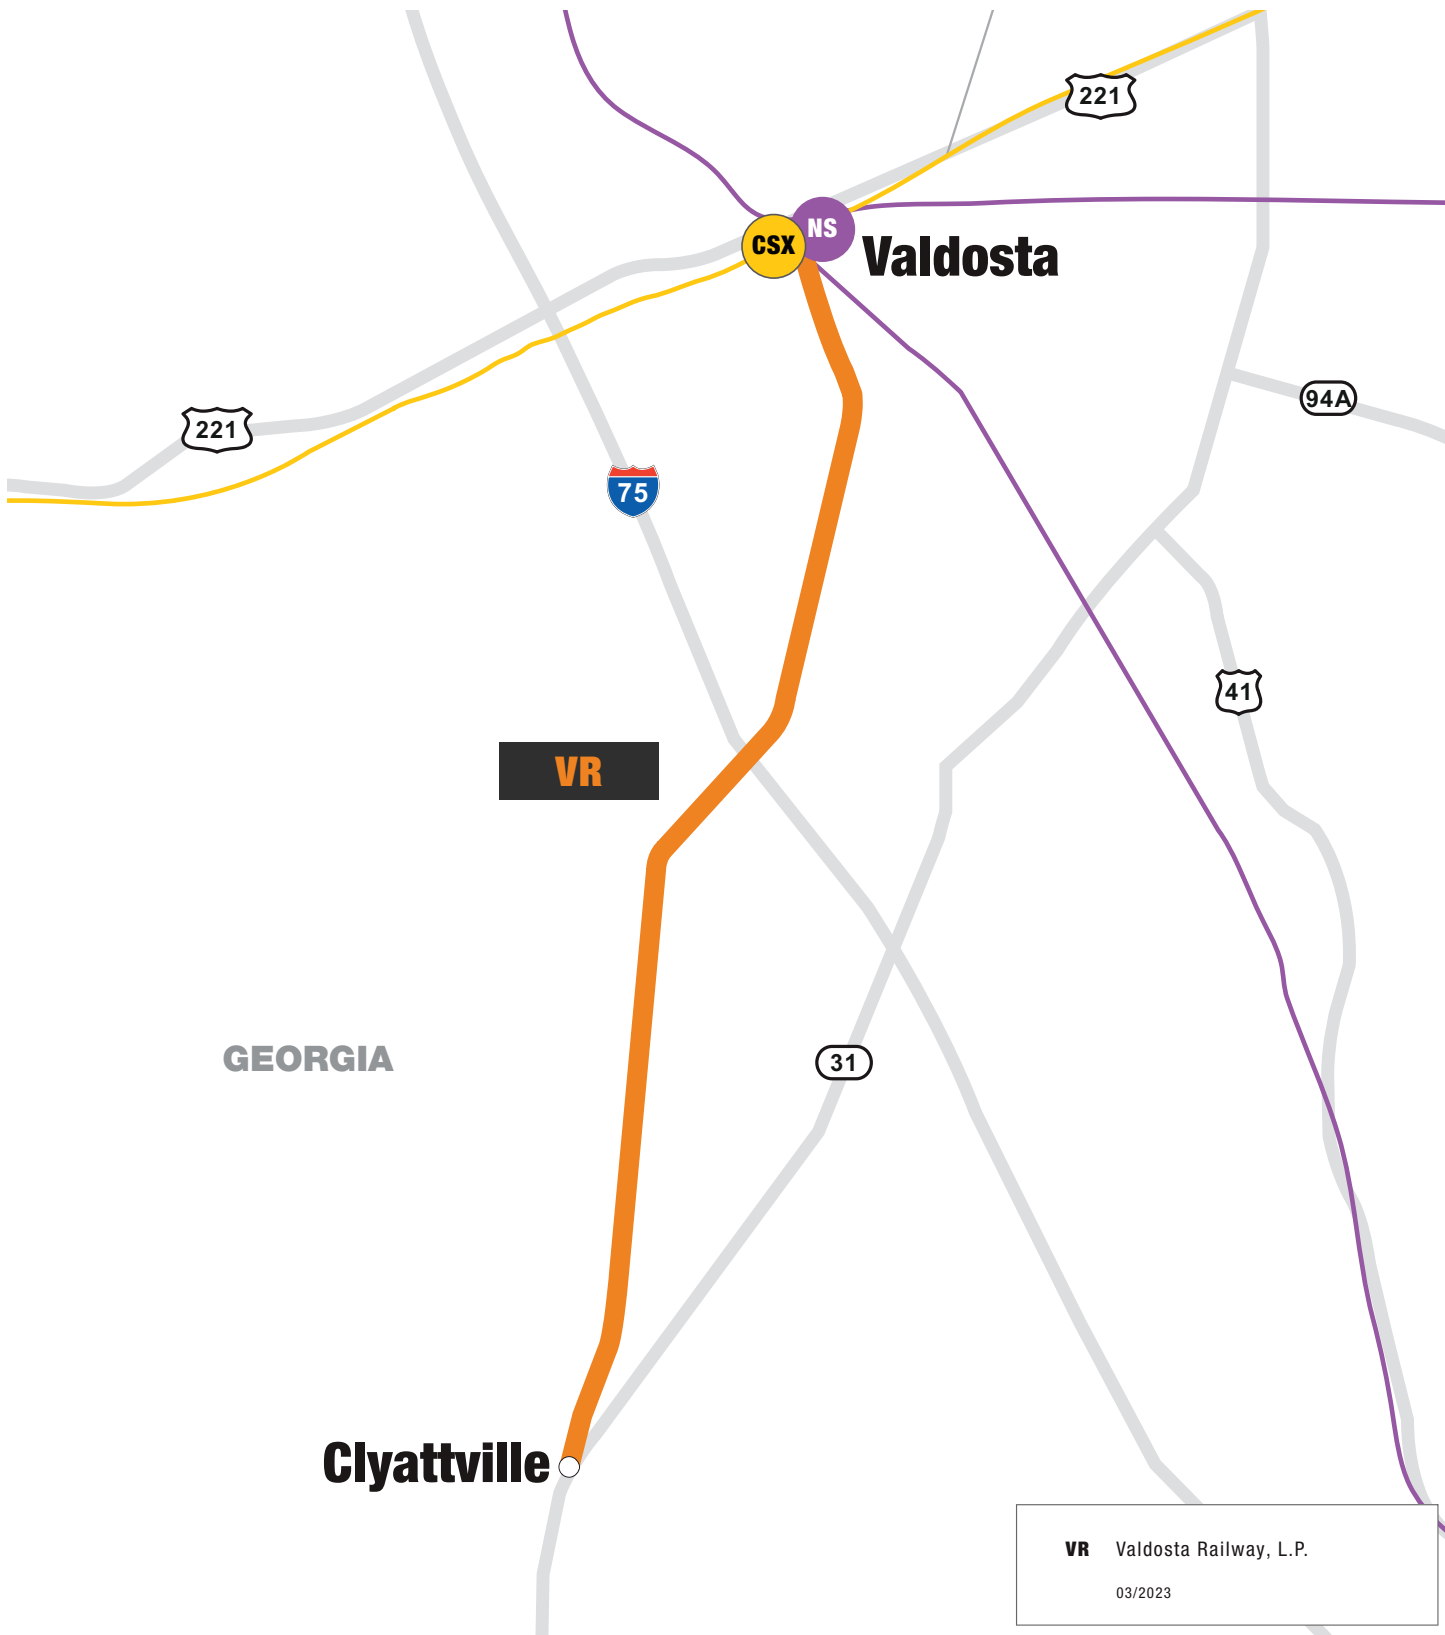 221
NS
CSX
Valdosta
94A
221
75
41
VR
GEORGIA
31
Clyattville
VR Valdosta Railway, L.P.
03/2023